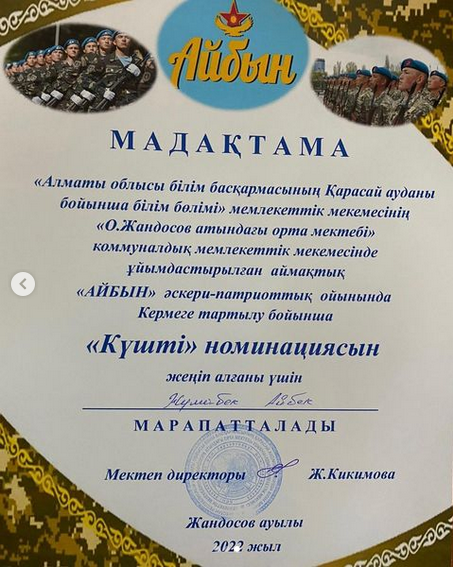 Айбын
МАДАҚТАМА
«Алматы облысы білім басқармасының Қарасай ауданы
бойынша білім бөлімі» мемлекеттік мекемесінің
«О.Жандосов атындағы орта мектебі»
коммуналдық мемлекеттік мекемесінде
ұйымдастырылған аймақтық
«АЙБЫН» әскери-патриоттық ойынында
Кермеге тартылу бойынша
«Күшті» номинациясын
жеңіп алғаны үшін
Жұмабек Айбек
МАРАПАТТАЛАДЫ
Мектеп директоры Ж.Кикимова
Жандосов ауылы
2022 жыл